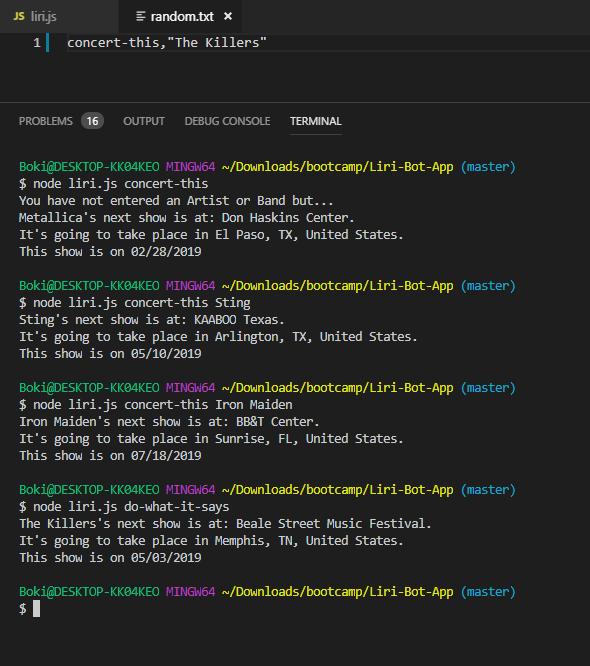 JS liri.js random.txt ×
1 concert-this,"The Killers"
PROBLEMS 16 OUTPUT DEBUG CONSOLE TERMINAL
Boki@DESKTOP-KK04KEO MINGW64 ~/Downloads/bootcamp/Liri-Bot-App (master)
$ node liri.js concert-this
You have not entered an Artist or Band but...
Metallica's next show is at: Don Haskins Center.
It's going to take place in El Paso, TX, United States.
This show is on 02/28/2019
Boki@DESKTOP-KK04KEO MINGW64 ~/Downloads/bootcamp/Liri-Bot-App (master)
$ node liri.js concert-this Sting
Sting's next show is at: KAABOO Texas.
It's going to take place in Arlington, TX, United States.
This show is on 05/10/2019
Boki@DESKTOP-KK04KEO MINGW64 ~/Downloads/bootcamp/Liri-Bot-App (master)
$ node liri.js concert-this Iron Maiden
Iron Maiden's next show is at: BB&T Center.
It's going to take place in Sunrise, FL, United States.
This show is on 07/18/2019
Boki@DESKTOP-KK04KEO MINGW64 ~/Downloads/bootcamp/Liri-Bot-App (master)
$ node liri.js do-what-it-says
The Killers's next show is at: Beale Street Music Festival.
It's going to take place in Memphis, TN, United States.
This show is on 05/03/2019
Boki@DESKTOP-KK04KEO MINGW64 ~/Downloads/bootcamp/Liri-Bot-App (master)
$